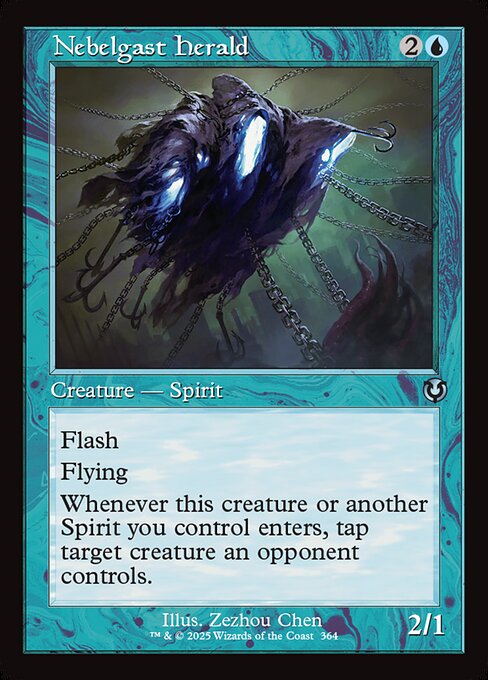 Nebelgast Herald 2
Creature — Spirit
Flash
Flying
Whenever this creature or another
Spirit you control enters, tap
target creature an opponent
controls.
Illus. Zezhou Chen
2/1
™ & © 2025 Wizards of the Coast 364